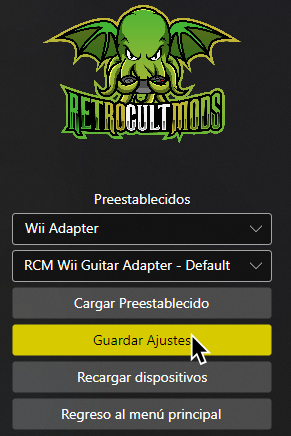 RETROCULTMODS
Preestablecidos
Wii Adapter
RCM Wii Guitar Adapter - Default
Cargar Preestablecido
Guardar Ajustes
Recargar dispositivos
Regreso al menú principal